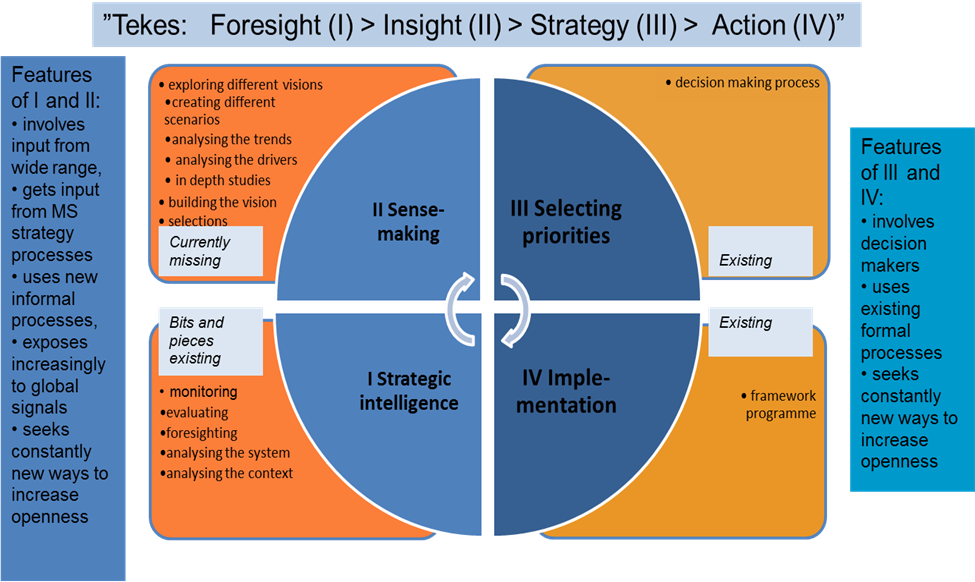 ”Tekes:   Foresight (I) > Insight (II) > Strategy (III) >  Action (IV)”
Features
of I and II:
• involves
input from
wide range,
• gets input
from MS
strategy
processes
• uses new
informal
processes,
• exposes
increasingly
to global
signals
• seeks
constantly
new ways to
increase
openness
• exploring different visions
•creating different
scenarios
•analysing the trends
• analysing the drivers
• in depth studies
• building the vision
• selections
Currently
missing
II Sense-
making
III Selecting
priorities
• decision making process
Existing
Bits and
pieces
existing
• monitoring
•evaluating
•foresighting
•analysing the system
•analysing the context
I Strategic
intelligence
IV Imple-
mentation
Existing
• framework
programme
Features
of III and
IV:
• involves
decision
makers
• uses
existing
formal
processes
• seeks
constantly
new ways to
increase
openness